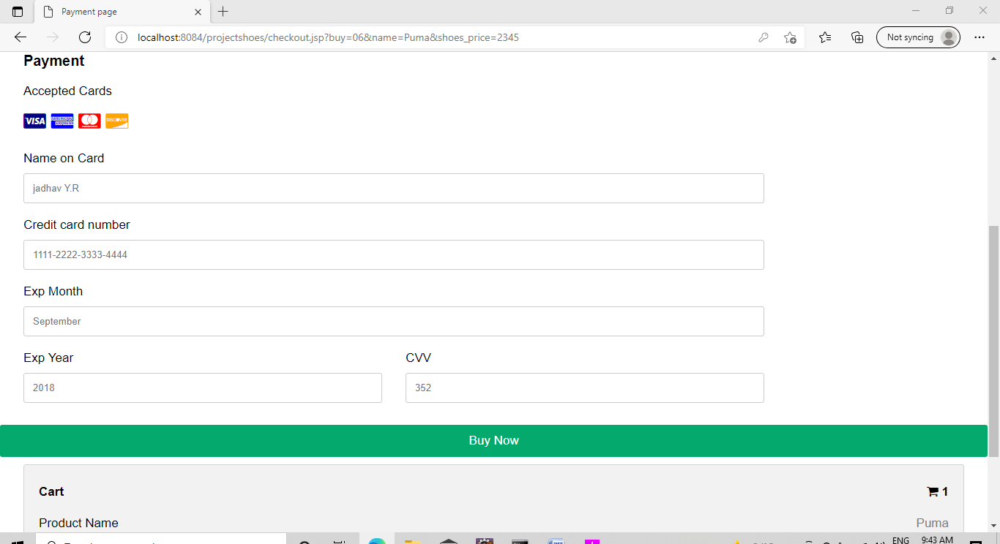 Payment page
localhost:8084/projectshoes/checkout.jsp?buy=06&name=Puma&shoes_price=2345
Not syncing
Payment
Accepted Cards
VISA AMERICAN EXPRESS mastercard DISCOVER
Name on Card
jadhav Y.R
Credit card number
1111-2222-3333-4444
Exp Month
September
Exp Year CVV
2018 352
Buy Now
Cart 1
Product Name Puma
ENG 9:43 AM